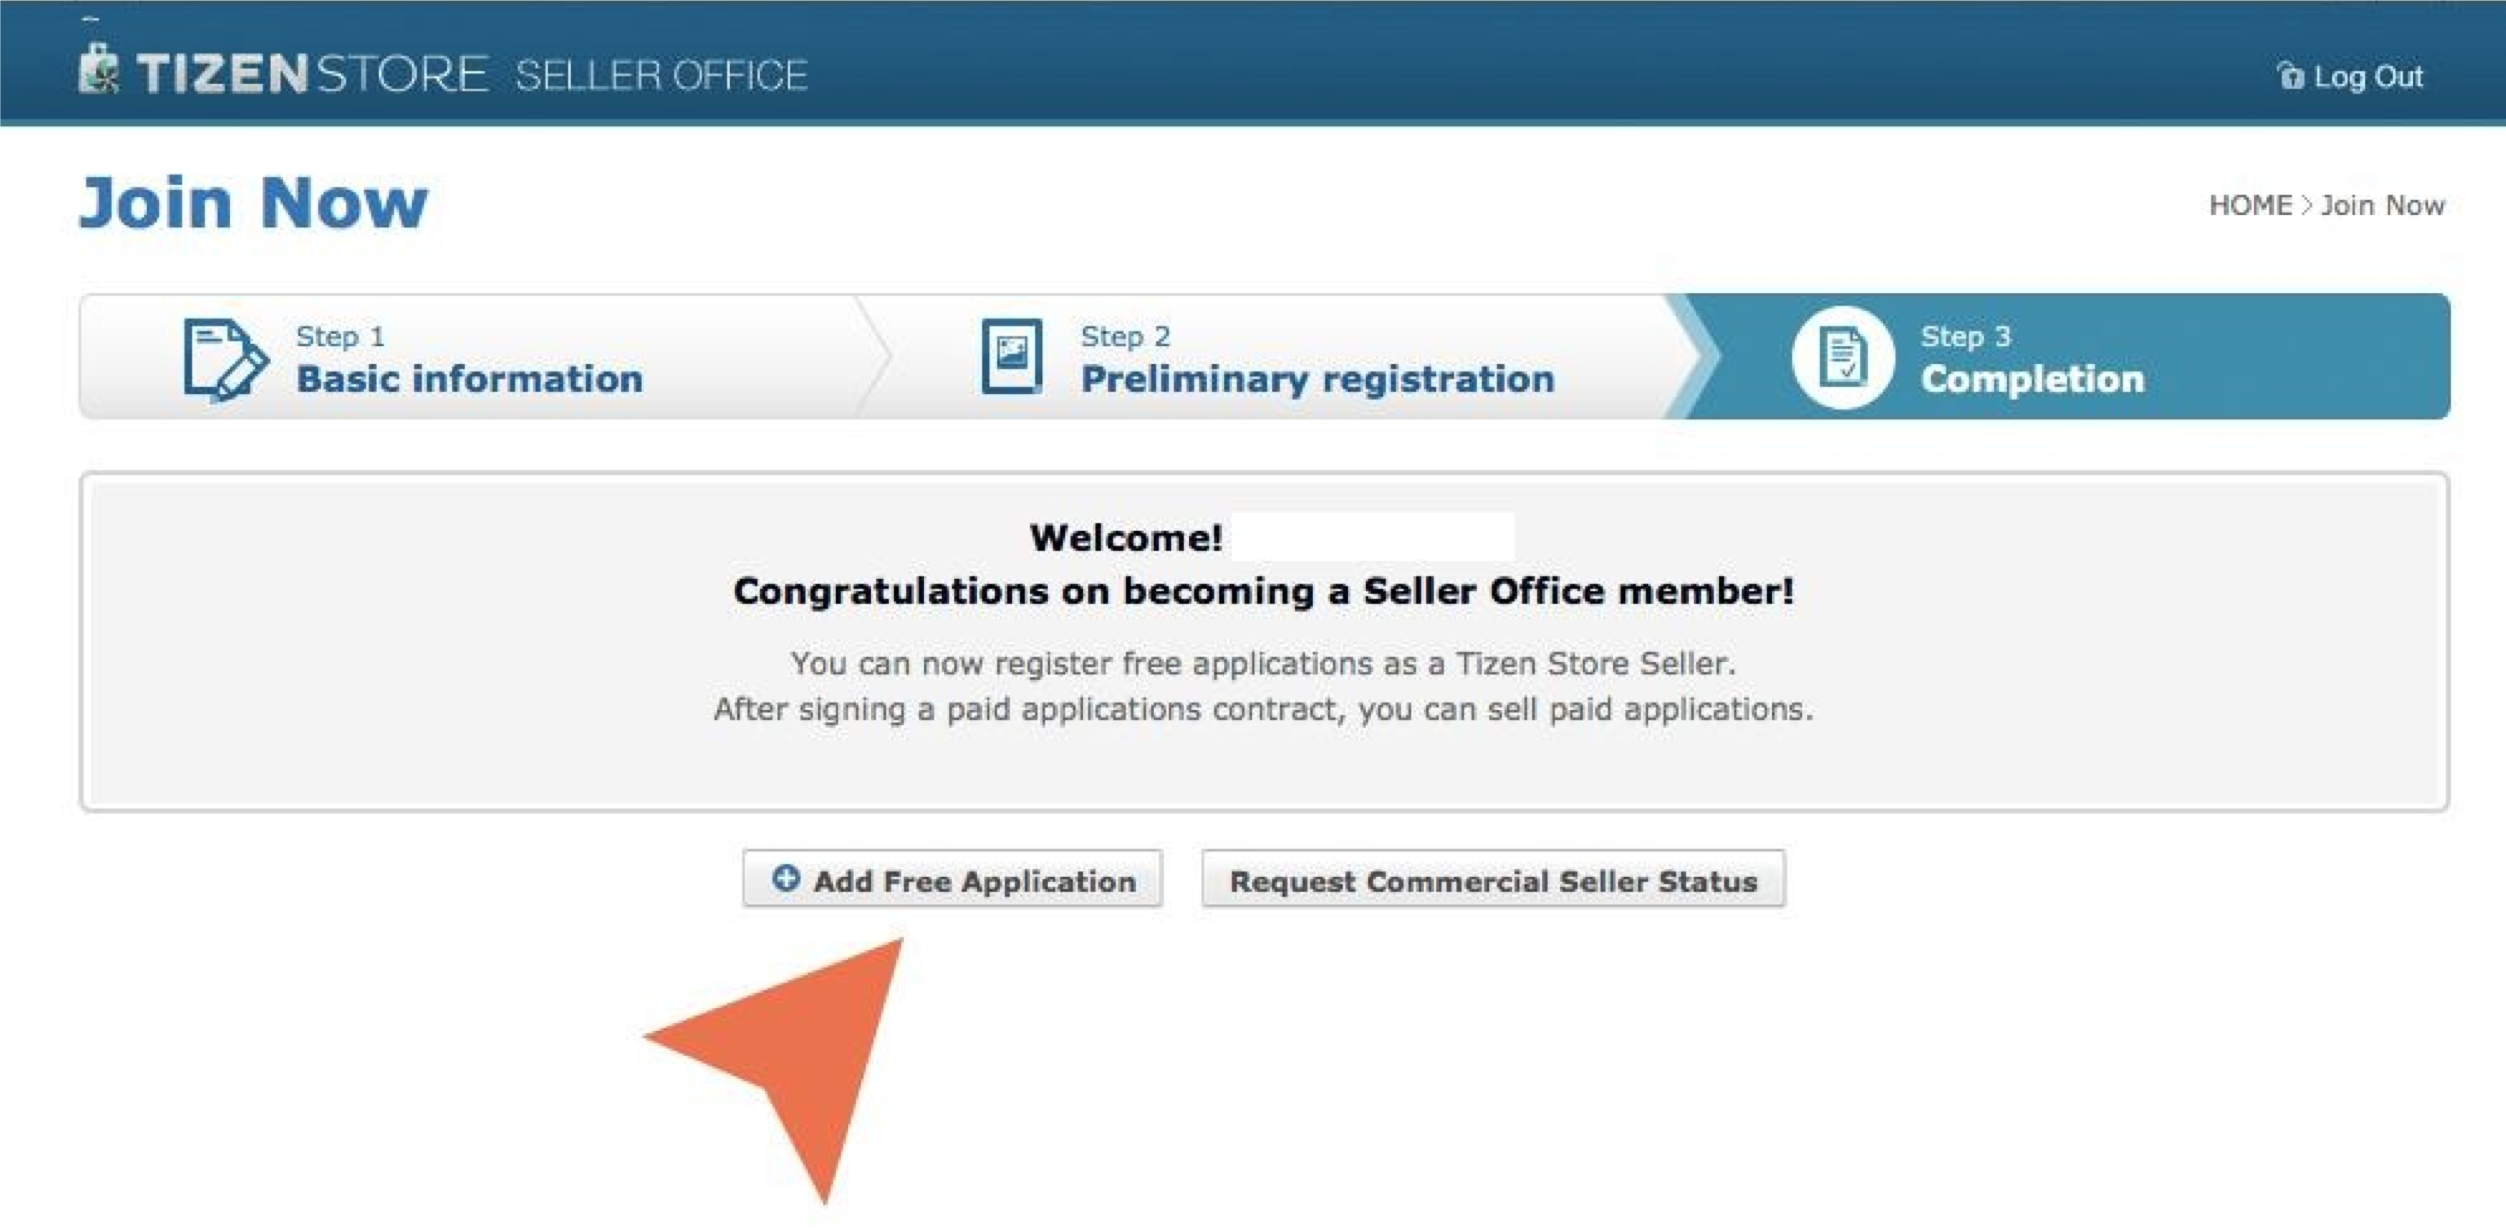 TIZENSTORE SELLER OFFICE
Log Out
Join Now
HOME > Join Now
Step 1
Basic information
Step 2
Preliminary registration
Step 3
Completion
Welcome!
Congratulations on becoming a Seller Office member!
You can now register free applications as a Tizen Store Seller.
After signing a paid applications contract, you can sell paid applications.
Add Free Application
Request Commercial Seller Status